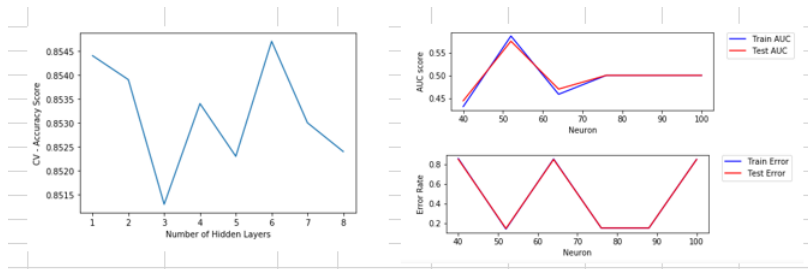 CV - Accuracy Score
0.8545
0.8540
0.8535
0.8530
0.8525
0.8520
0.8515
1 2 3 4 5 6 7 8
Number of Hidden Layers
AUC score
0.55
0.50
0.45
40 50 60 70 80 90 100
Neuron
Train AUC
Test AUC
Error Rate
0.8
0.6
0.4
0.2
40 50 60 70 80 90 100
Neuron
Train Error
Test Error